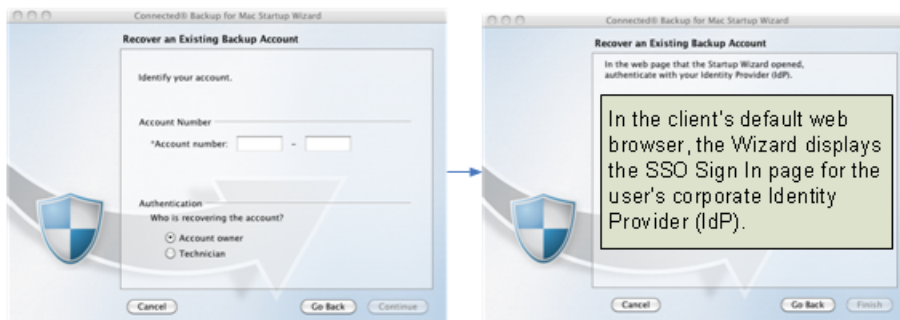 Connected® Backup for Mac Startup Wizard
Recover an Existing Backup Account
Identify your account.
Account Number
*Account number:
-
Authentication
Who is recovering the account?
Account owner
Technician
Cancel
Go Back
Continue
Connected® Backup for Mac Startup Wizard
Recover an Existing Backup Account
In the web page that the Startup Wizard opened,
authenticate with your Identity Provider (IdP).
In the client's default web
browser, the Wizard displays
the SSO Sign In page for the
user's corporate Identity
Provider (IdP).
Cancel
Go Back
Finish